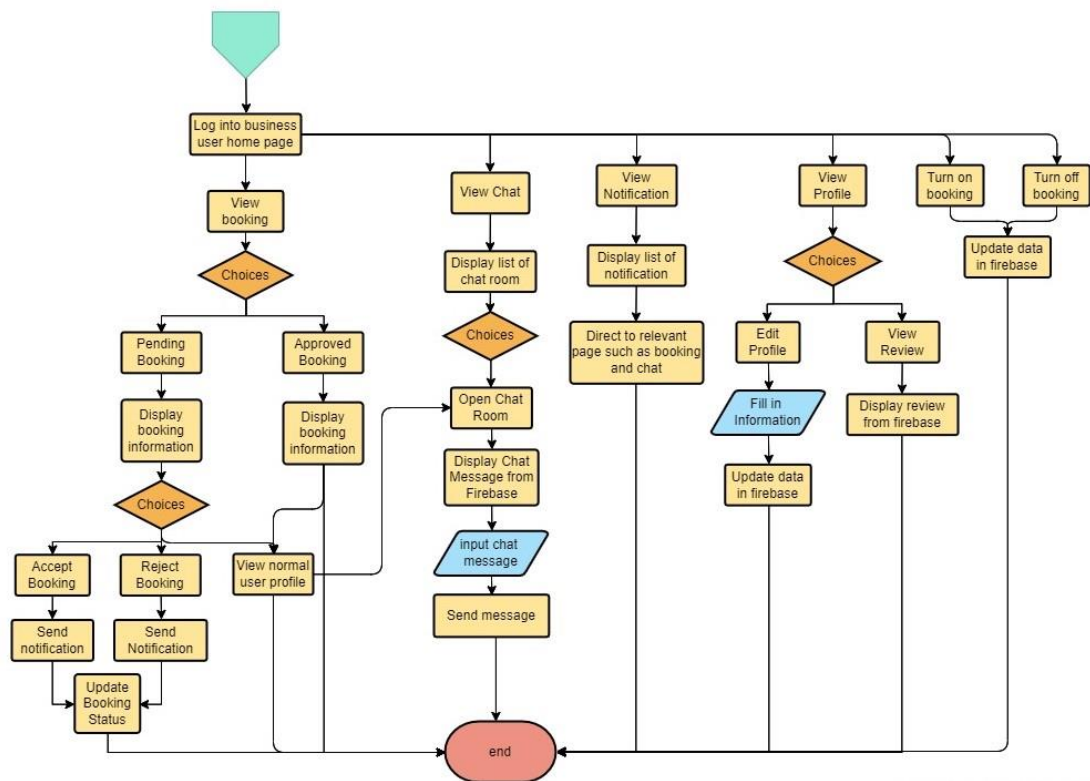 Log into business
user home page
View
booking
Choices
Pending
Booking
Approved
Booking
Display
booking
information
Display
booking
information
Choices
Accept
Booking
Reject
Booking
View normal
user profile
Send
notification
Send
Notification
Update
Booking
Status
View Chat
Display list of
chat room
Choices
Open Chat
Room
Display Chat
Message from
Firebase
input chat
message
Send message
end
View
Notification
Display list of
notification
Direct to relevant
page such as booking
and chat
View
Profile
Choices
Edit
Profile
View
Review
Fill in
Information
Display review
from firebase
Update data
in firebase
Turn on
booking
Turn off
booking
Update data
in firebase